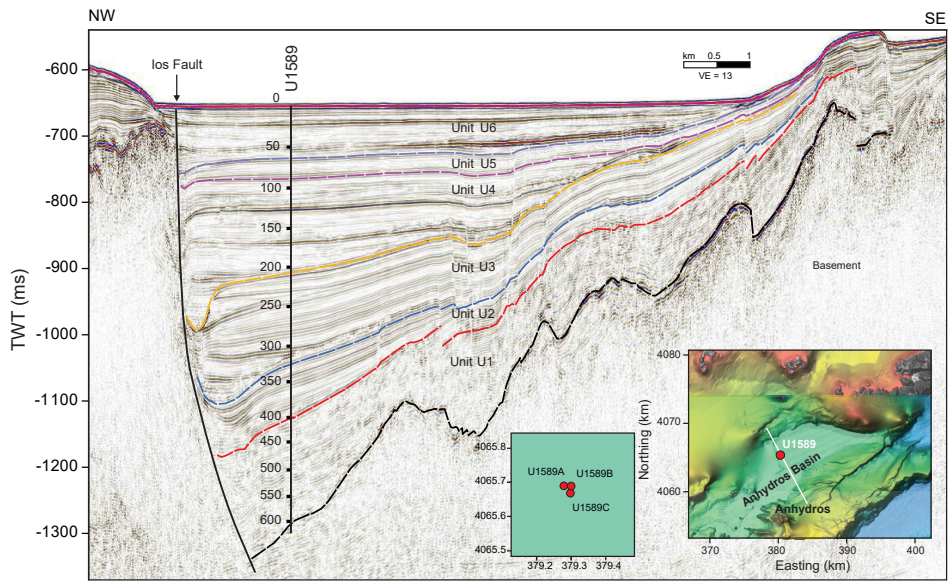 NW
SE
Ios Fault
U1589
km 0.5 1
VE = 13
-600
-700
-800
-900
-1000
-1100
-1200
-1300
TWT (ms)
0
50
100
150
200
250
300
350
400
450
500
550
600
Unit U6
Unit U5
Unit U4
Unit U3
Unit U2
Unit U1
Basement
4065.8
4065.7
4065.6
4065.5
U1589A
U1589B
U1589C
379.2 379.3 379.4
4080
4070
4060
Northing (km)
U1589
Anhydros Basin
Anhydros
370 380 390 400
Easting (km)